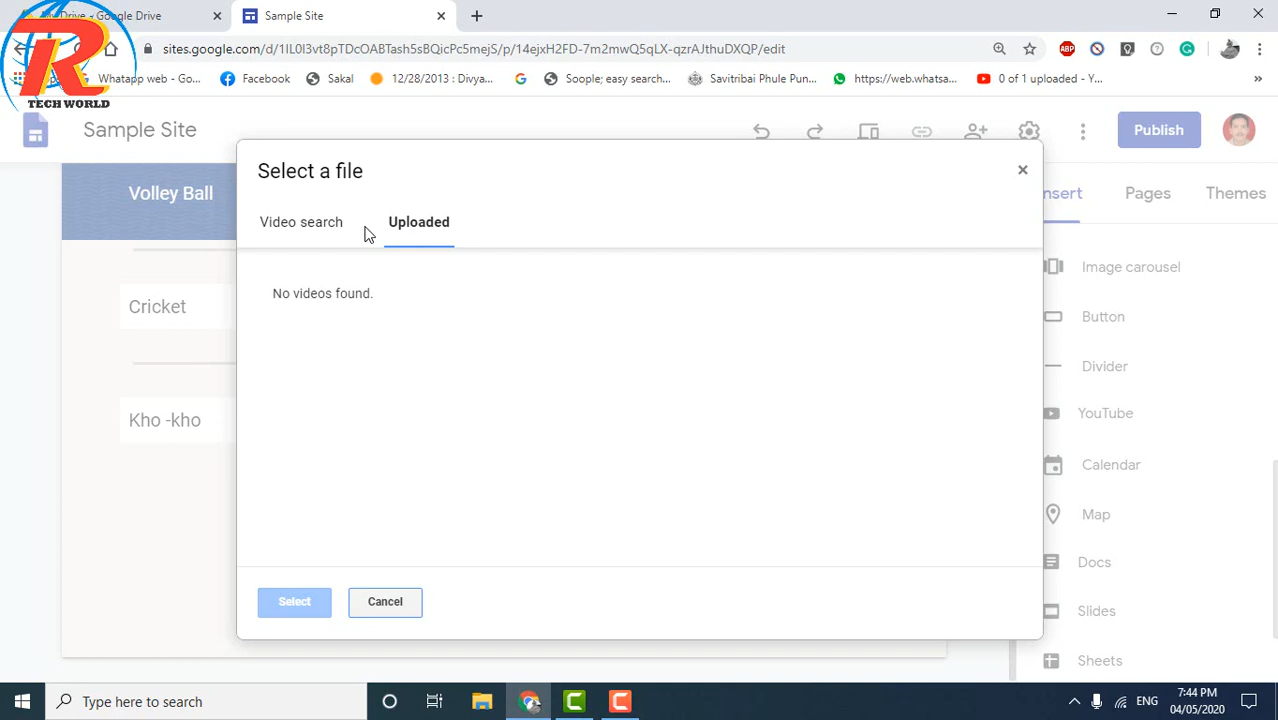 Drive - Google Drive
Sample Site
R
TECH WORLD
sites.google.com/d/1IL0I3vt8pTDcOABTash5sBQicPc5mejS/p/14ejxH2FD-7m2mwQ5qLX-qzrAJthuDXQP/edit
Whatapp web - G...
Facebook
Sakal
12/28/2013 : Divya...
Soople; easy search...
Savitribai Phule Pun...
https://web.whatsa...
0 of 1 uploaded - Y...
»
ABP
Sample Site
Publish
Select a file
Video search
Uploaded
No videos found.
Select
Cancel
Volley Ball
Cricket
Kho -kho
nsert
Pages
Themes
Image carousel
Button
Divider
YouTube
Calendar
Map
Docs
Slides
Sheets
Type here to search
ENG
7:44 PM
04/05/2020